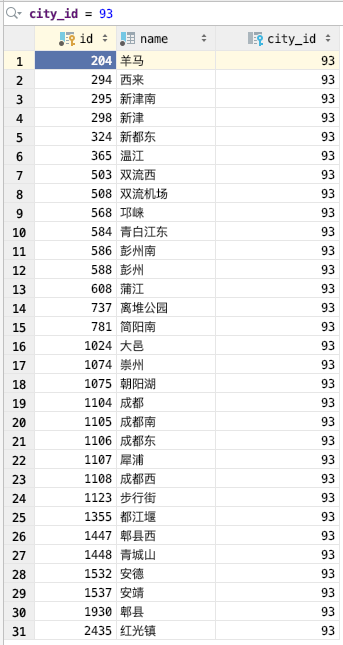 city_id = 93
id name city_id
1 204 羊马 93
2 294 西来 93
3 295 新津南 93
4 298 新津 93
5 324 新都东 93
6 365 温江 93
7 503 双流西 93
8 508 双流机场 93
9 568 邛崃 93
10 584 青白江东 93
11 586 彭州南 93
12 588 彭州 93
13 608 蒲江 93
14 737 离堆公园 93
15 781 简阳南 93
16 1024 大邑 93
17 1074 崇州 93
18 1075 朝阳湖 93
19 1104 成都 93
20 1105 成都南 93
21 1106 成都东 93
22 1107 犀浦 93
23 1108 成都西 93
24 1123 步行街 93
25 1355 都江堰 93
26 1447 郫县西 93
27 1448 青城山 93
28 1532 安德 93
29 1537 安靖 93
30 1930 郫县 93
31 2435 红光镇 93